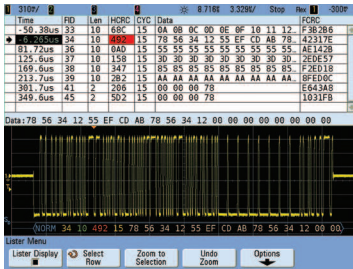 1 2 3 4 Stop 1
Time FID Len HCRC CYC Data FCRC
-50.38us 33 10 68C 15 0A 0B 0C 0D 0E 0F 10 11 12.. F3B2B6
-6.265us 34 10 492 15 78 56 34 12 55 EF CD AB 78.. 42317E
81.72us 36 10 0AD 15 55 55 55 55 55 55 55 55 55.. AE142B
125.6us 37 10 158 15 3D 3D 3D 3D 3D 3D 3D 3D 3D.. 2EDE57
169.6us 38 10 347 15 85 85 85 85 85 85 85 85 85.. F2ED18
213.7us 39 10 2B2 15 AA AA AA AA AA AA AA AA AA.. 8FED0C
301.7us 41 2 206 15 00 00 00 78 E643A8
349.6us 45 2 5D2 15 00 00 00 1031FB
Data: 78 56 34 12 55 EF CD AB 78 56 34 12 00 00 00 00 00 00 00 00
NORM 34 10 492 15 78 56 34 12 55 EF CD AB 78 56 34 12 00 00 00
Lister Menu
Lister Display Select Row Zoom to Selection Undo Zoom Options